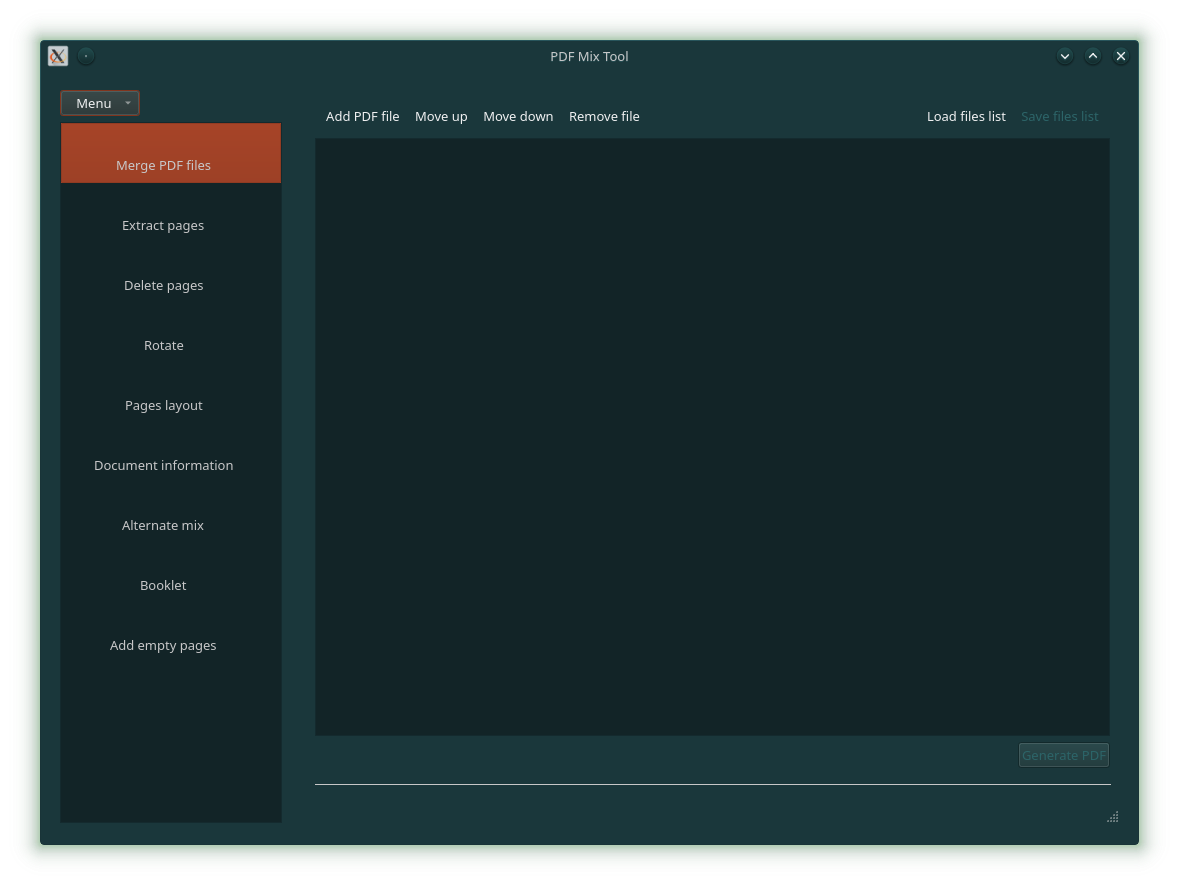 PDF Mix Tool
Menu
Add PDF file Move up Move down Remove file Load files list Save files list
Merge PDF files
Extract pages
Delete pages
Rotate
Pages layout
Document information
Alternate mix
Booklet
Add empty pages
Generate PDF